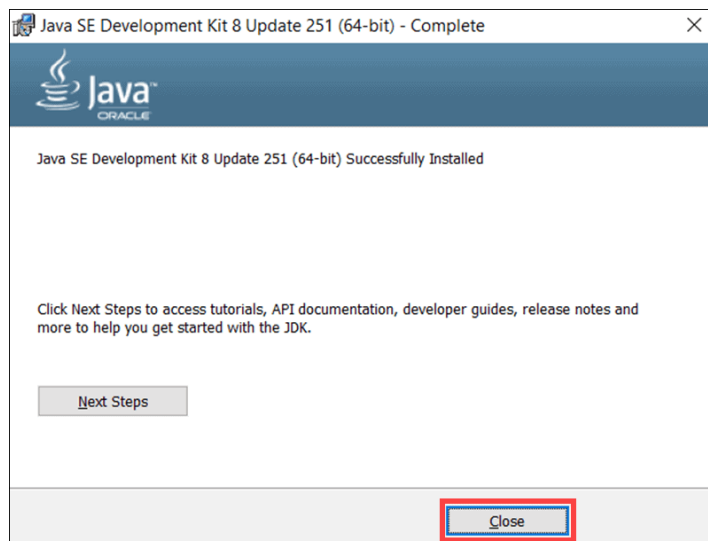 Java SE Development Kit 8 Update 251 (64-bit) - Complete
Java™
ORACLE
Java SE Development Kit 8 Update 251 (64-bit) Successfully Installed
Click Next Steps to access tutorials, API documentation, developer guides, release notes and
more to help you get started with the JDK.
Next Steps
Close